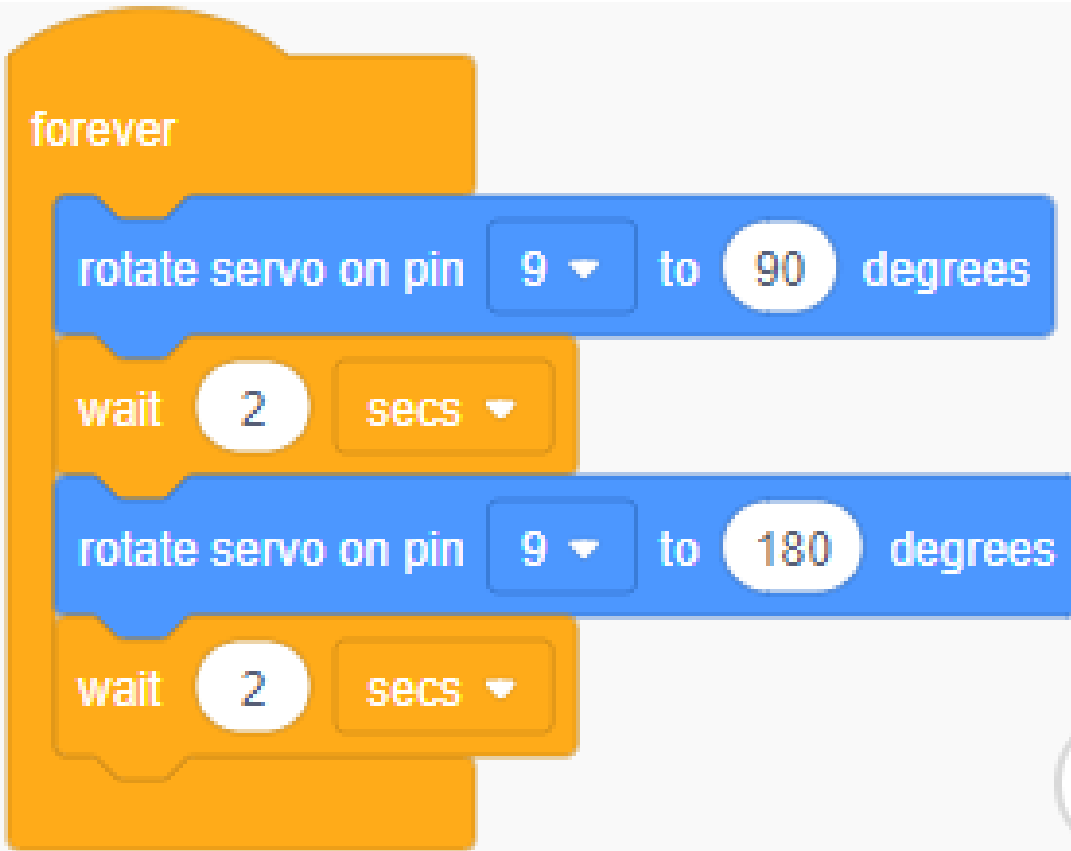 forever
rotate servo on pin 9 to 90 degrees
wait 2 secs
rotate servo on pin 9 to 180 degrees
wait 2 secs